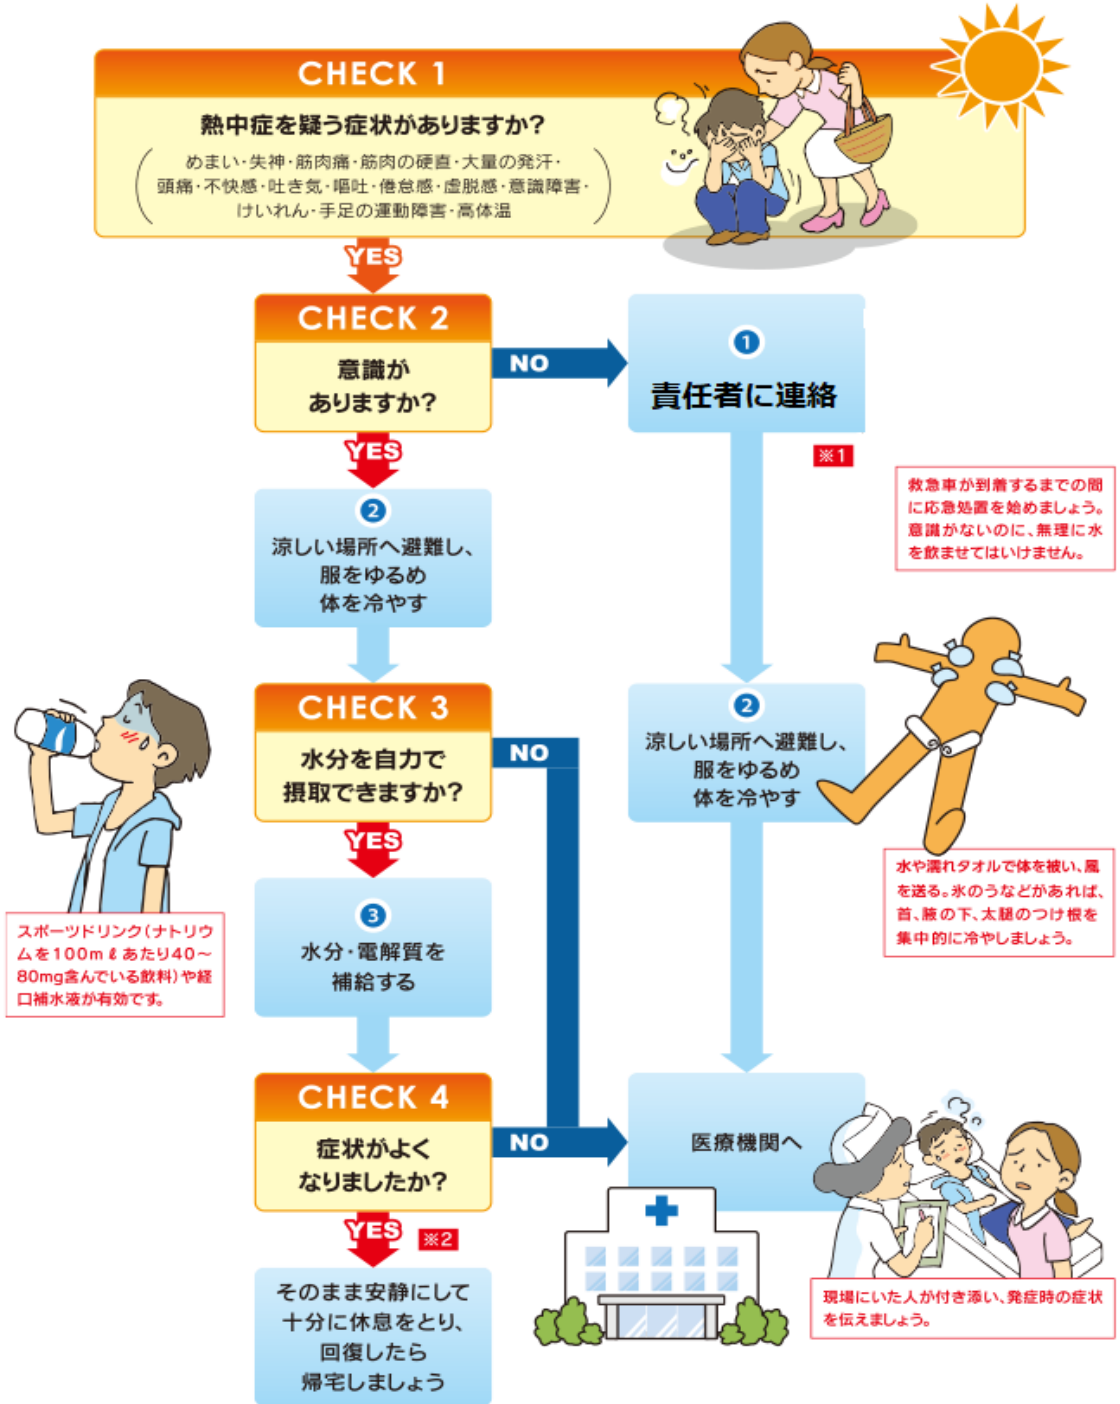 CHECK 1
熱中症を疑う症状がありますか?
めまい・失神・筋肉痛・筋肉の硬直・大量の発汗・
頭痛・不快感・吐き気・嘔吐・倦怠感・虚脱感・意識障害・
けいれん・手足の運動障害・高体温
YES
CHECK 2
意識が
ありますか?
NO
1
責任者に連絡
※1
救急車が到着するまでの間
に応急処置を始めましょう。
意識がないのに、無理に水
を飲ませてはいけません。
YES
2
涼しい場所へ避難し、
服をゆるめ
体を冷やす
CHECK 3
水分を自力で
摂取できますか?
NO
2
涼しい場所へ避難し、
服をゆるめ
体を冷やす
水や濡れタオルで体を被い、風
を送る。氷のうなどがあれば、
首、腋の下、太腿のつけ根を
集中的に冷やしましょう。
YES
スポーツドリンク(ナトリウ
ムを100mℓあたり40〜
80mg含んでいる飲料)や経
口補水液が有効です。
3
水分・電解質を
補給する
CHECK 4
症状がよく
なりましたか?
NO
医療機関へ
YES
※2
現場にいた人が付き添い、発症時の症状
を伝えましょう。
そのまま安静にして
十分に休息をとり、
回復したら
帰宅しましょう